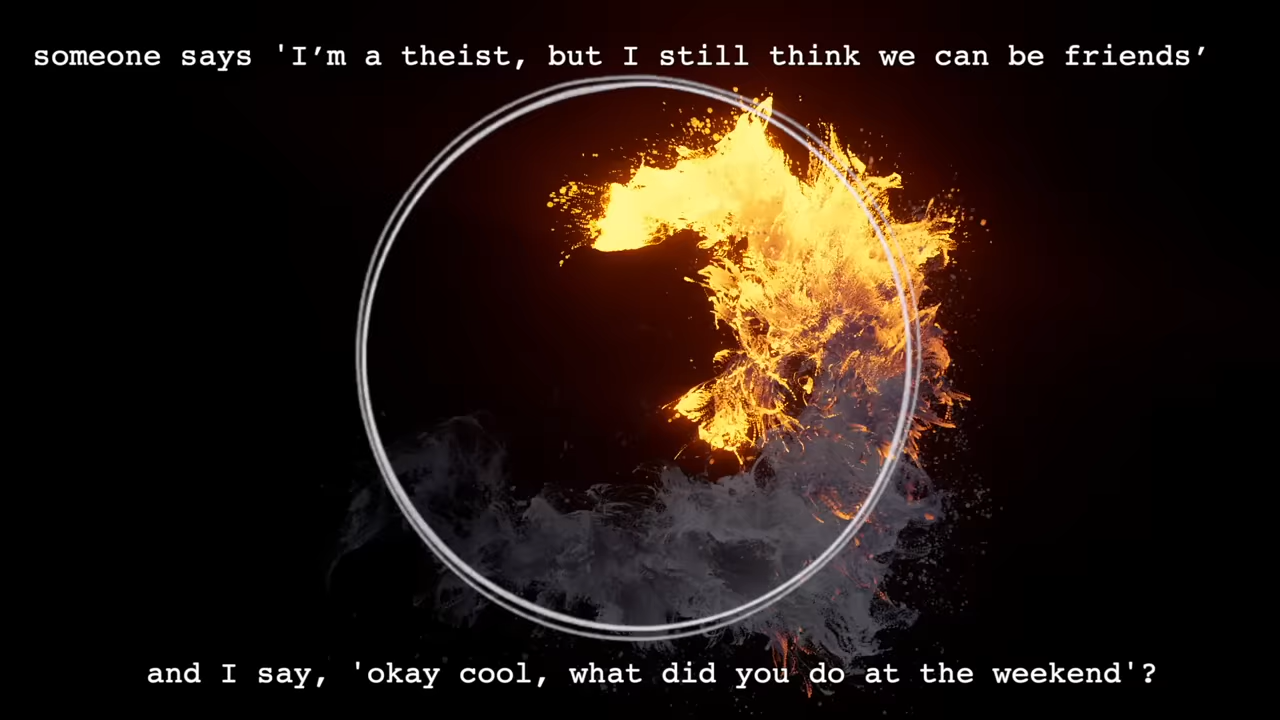 someone says 'I’m a theist, but I still think we can be friends’
and I say, 'okay cool, what did you do at the weekend'?